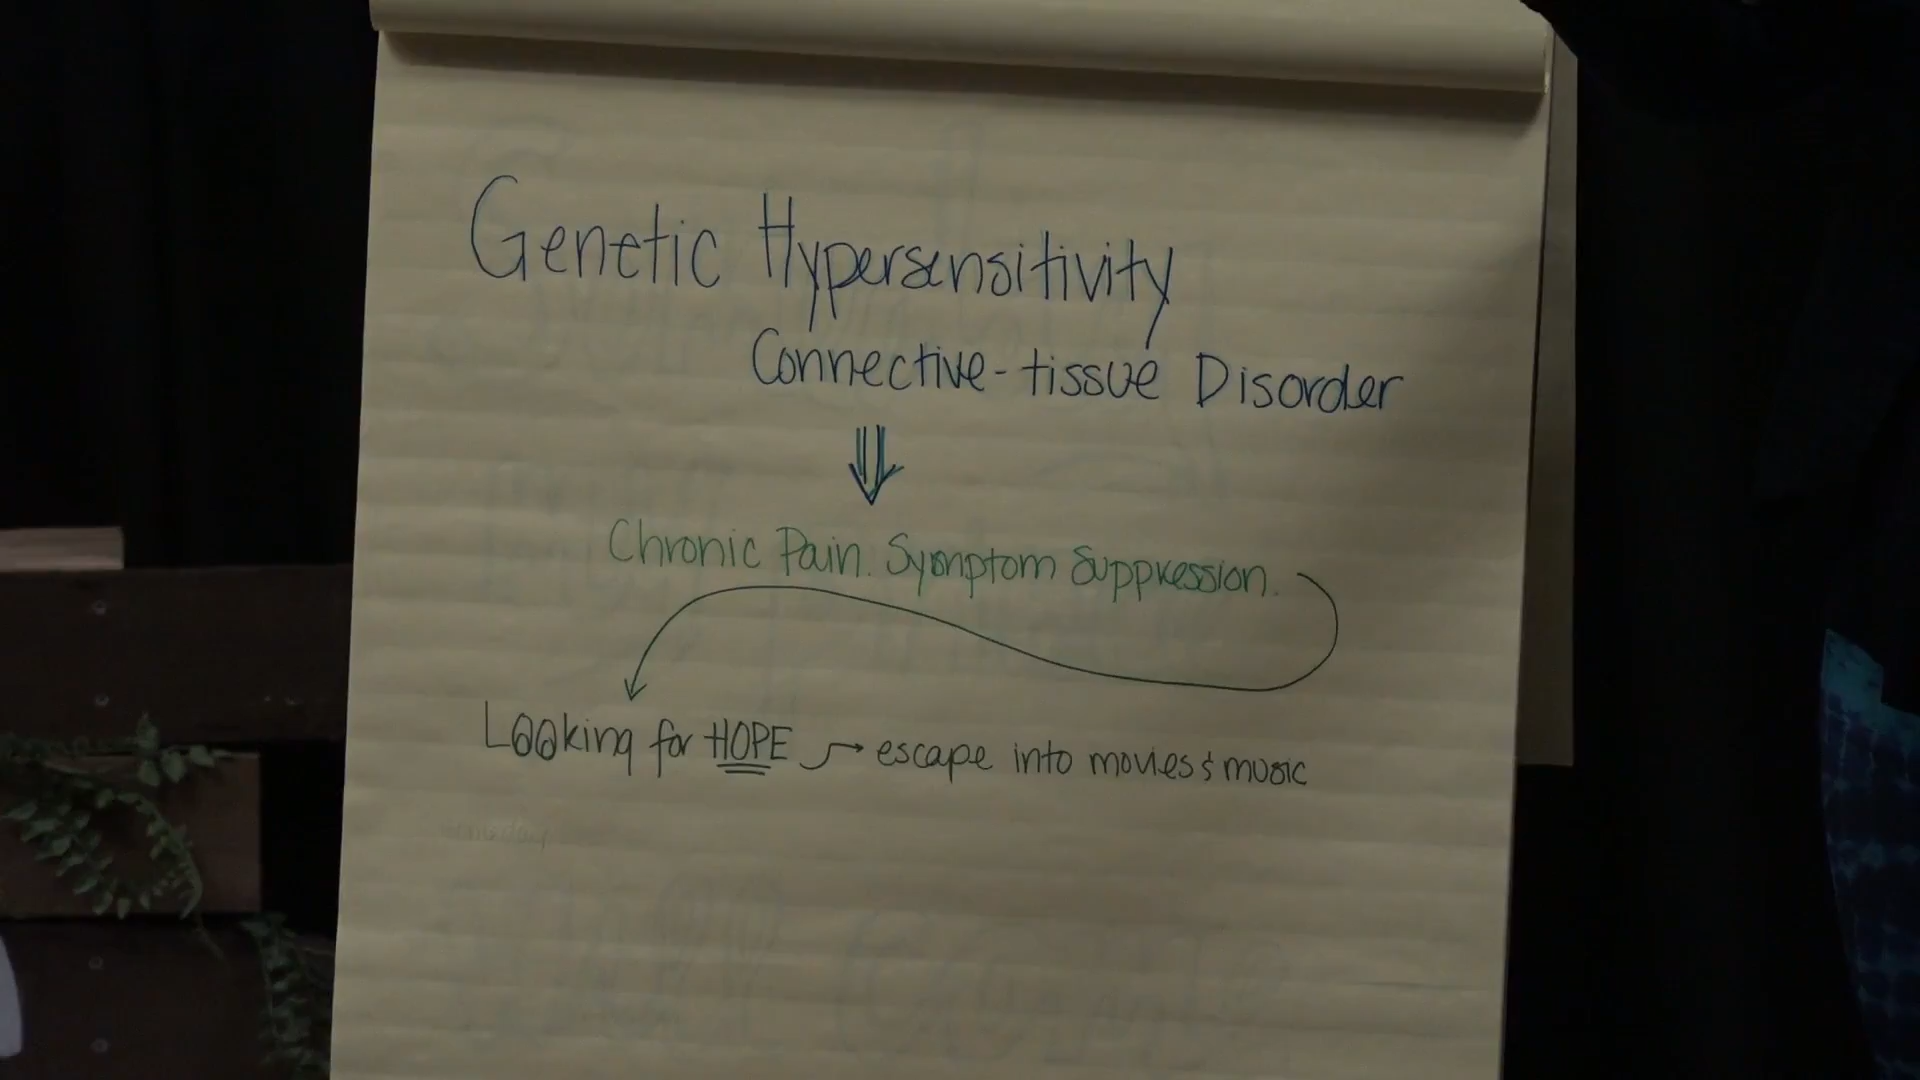 Genetic Hypersensitivity
Connective-tissue Disorder
Chronic Pain. Symptom Suppression.
Looking for HOPE → escape into movies & music